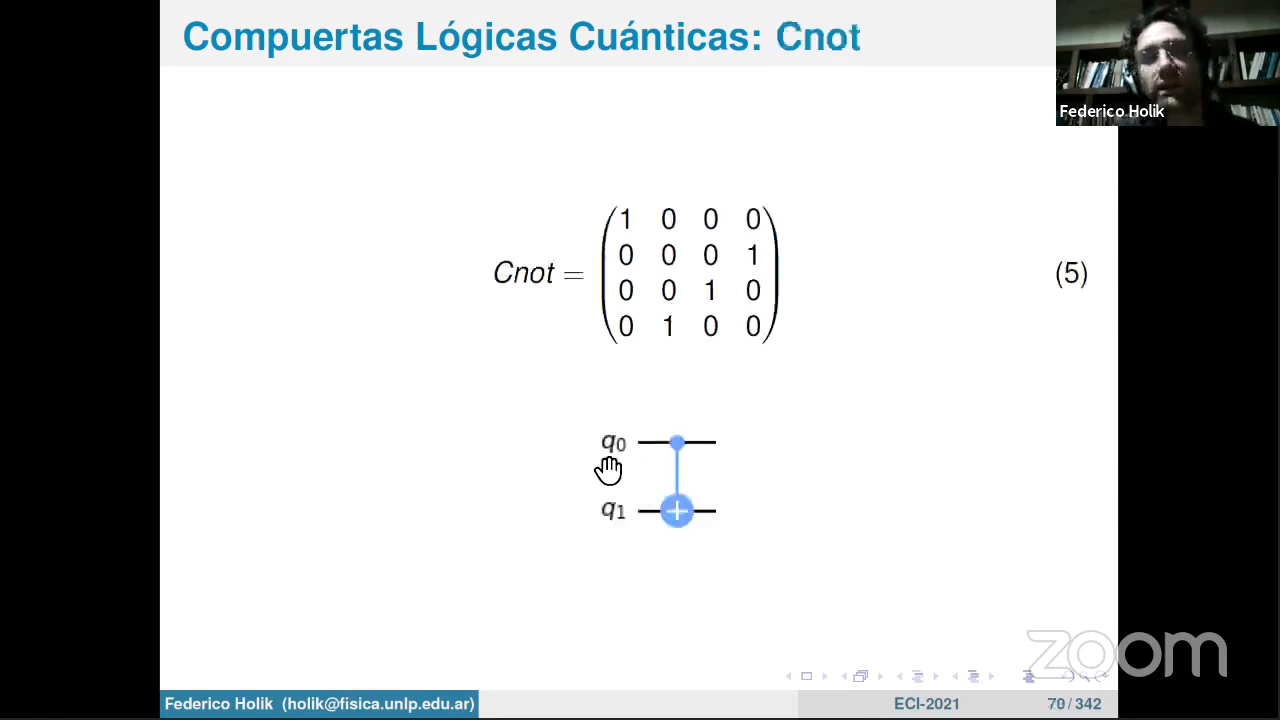 Compuertas Lógicas Cuánticas: Cnot
Federico Holik
Cnot = 
1 0 0 0
0 0 0 1
0 0 1 0
0 1 0 0
(5)
q0
q1
zoom
Federico Holik (holik@fisica.unlp.edu.ar)
ECI-2021
70 / 342